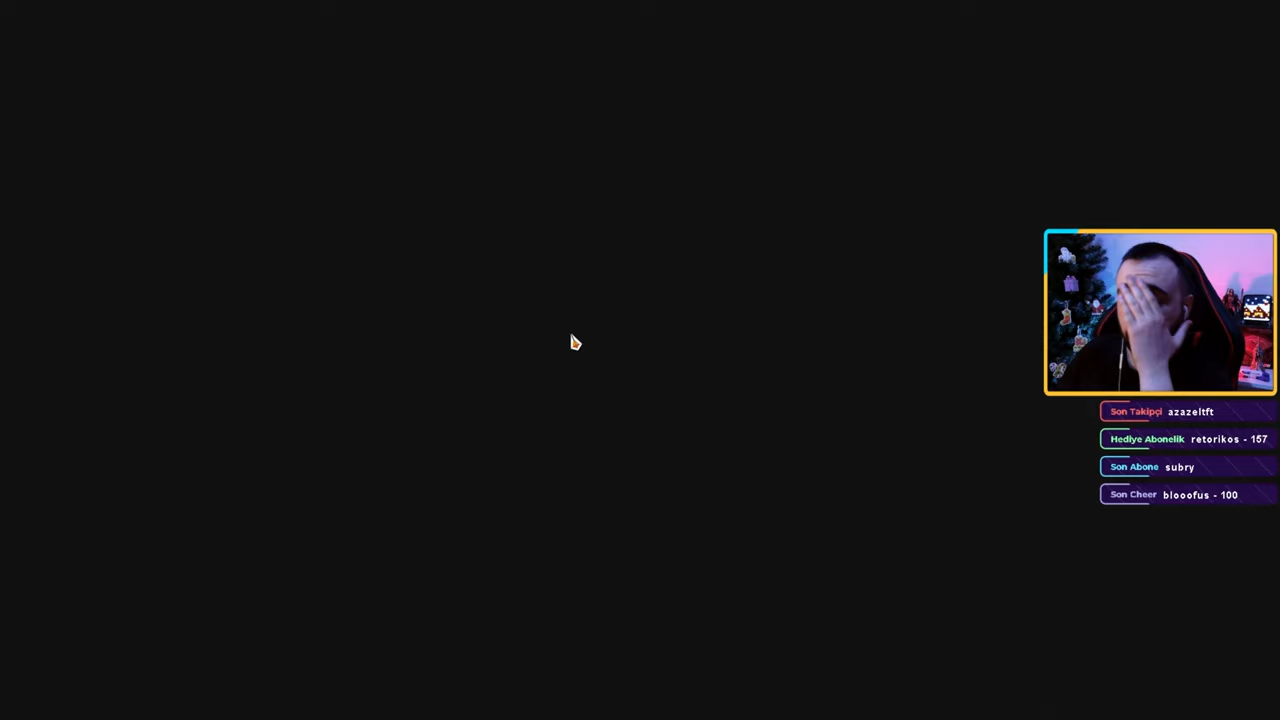 Son Takipçi azazeltft
Hediye Abonelik retorikos - 157
Son Abone subry
Son Cheer blooofus - 100